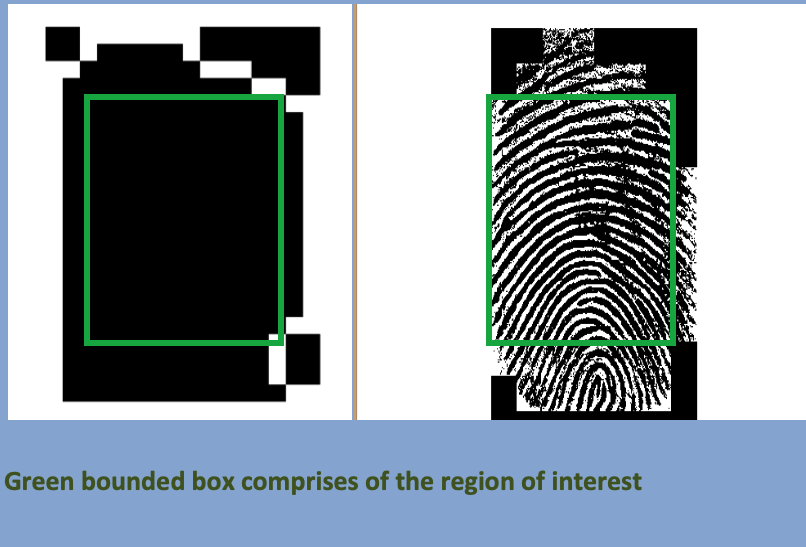 Green bounded box comprises of the region of interest